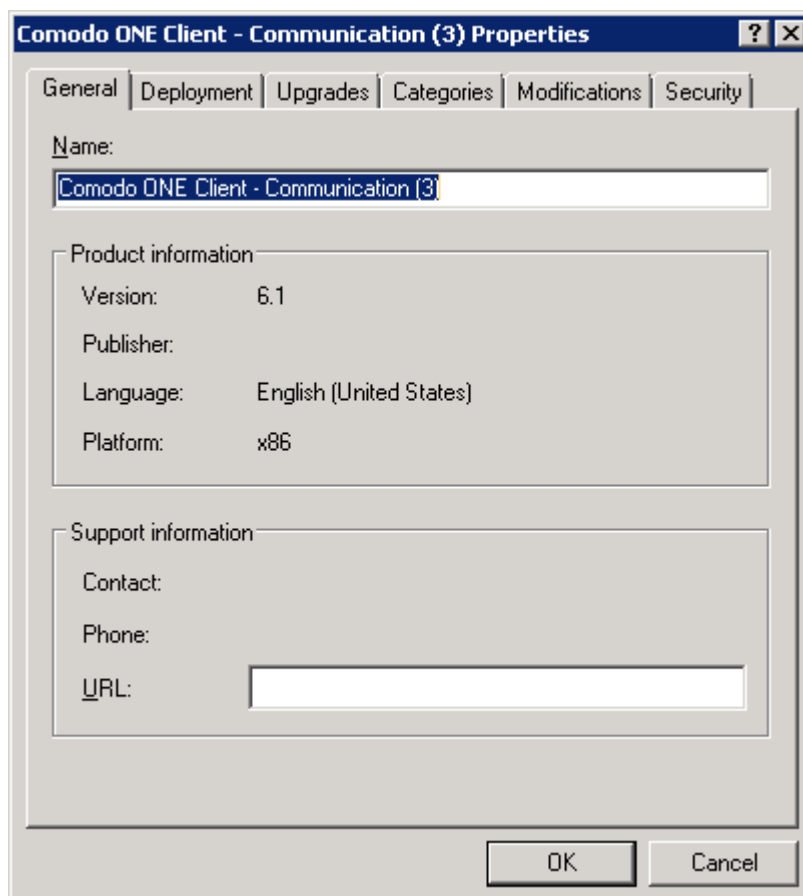 Comodo ONE Client - Communication (3) Properties
General Deployment Upgrades Categories Modifications Security
Name:
Comodo ONE Client - Communication (3)
Product information
Version: 6.1
Publisher:
Language: English (United States)
Platform: x86
Support information
Contact:
Phone:
URL:
OK Cancel